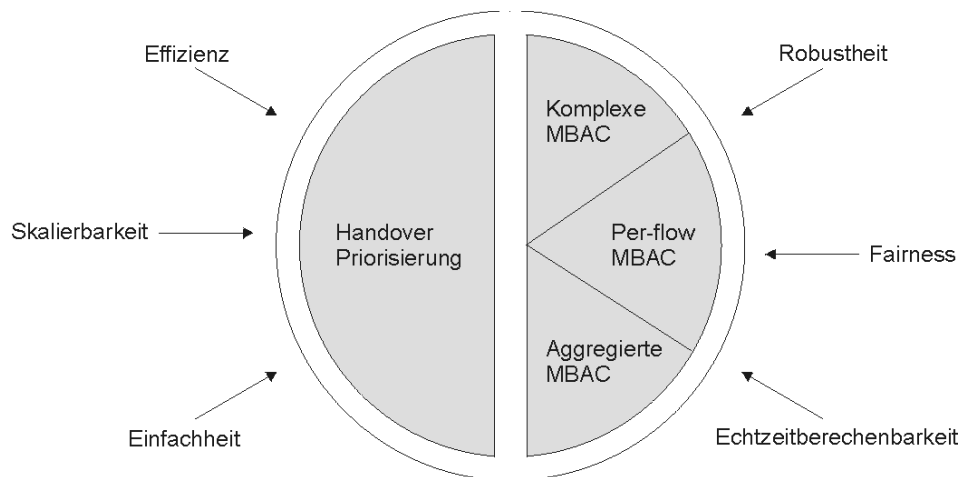 Effizienz
Robustheit
Komplexe
MBAC
Skalierbarkeit
Handover
Priorisierung
Per-flow
MBAC
Fairness
Aggregierte
MBAC
Einfachheit
Echtzeitberechenbarkeit